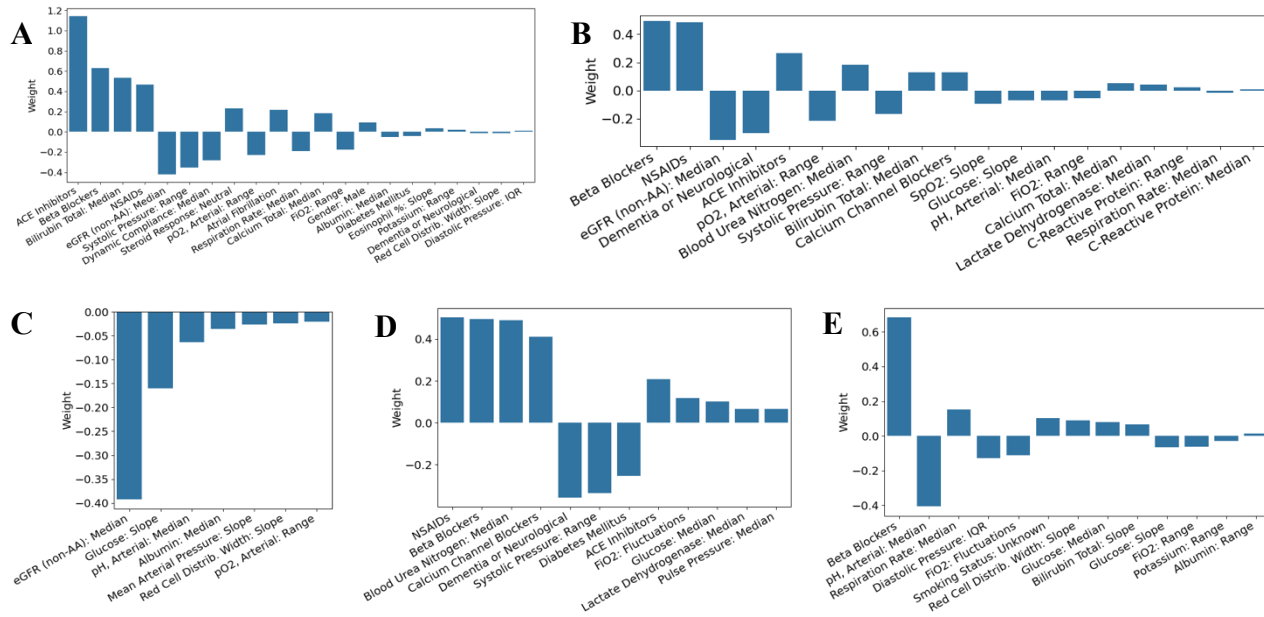 A
Weight
1.2
1.0
0.8
0.6
0.4
0.2
0.0
−0.2
−0.4
ACE Inhibitors
Beta Blockers
Bilirubin Total: Median
NSAIDs
eGFR (non-AA): Median
Systolic Pressure: Range
Dynamic Compliance: Median
Steroid Response: Neutral
pO2, Arterial: Range
Atrial Fibrillation
Respiration Rate: Median
Calcium Total: Median
FiO2: Range
Gender: Male
Albumin: Median
Diabetes Mellitus
Eosinophil %: Slope
Potassium: Range
Dementia or Neurological
Red Cell Distrib. Width: Slope
Diastolic Pressure: IQR
B
Weight
0.4
0.2
0.0
−0.2
Beta Blockers
NSAIDs
eGFR (non-AA): Median
Dementia or Neurological
ACE Inhibitors
pO2, Arterial: Range
Blood Urea Nitrogen: Median
Systolic Pressure: Range
Bilirubin Total: Median
Calcium Channel Blockers
SpO2: Slope
Glucose: Slope
pH, Arterial: Median
FiO2: Range
Calcium Total: Median
Lactate Dehydrogenase: Median
C-Reactive Protein: Range
Respiration Rate: Median
C-Reactive Protein: Median
C
Weight
0.00
−0.05
−0.10
−0.15
−0.20
−0.25
−0.30
−0.35
−0.40
eGFR (non-AA): Median
Glucose: Slope
pH, Arterial: Median
Albumin: Median
Mean Arterial Pressure: Slope
Red Cell Distrib. Width: Slope
pO2, Arterial: Range
D
Weight
0.4
0.2
0.0
−0.2
NSAIDs
Beta Blockers
Blood Urea Nitrogen: Median
Calcium Channel Blockers
Dementia or Neurological
Systolic Pressure: Range
Diabetes Mellitus
ACE Inhibitors
FiO2: Fluctuations
Glucose: Median
Lactate Dehydrogenase: Median
Pulse Pressure: Median
E
Weight
0.6
0.4
0.2
0.0
−0.2
−0.4
Beta Blockers
pH, Arterial: Median
Respiration Rate: Median
Diastolic Pressure: IQR
FiO2: Fluctuations
Smoking Status: Unknown
Red Cell Distrib. Width: Slope
Glucose: Median
Bilirubin Total: Slope
Glucose: Slope
FiO2: Range
Potassium: Range
Albumin: Range